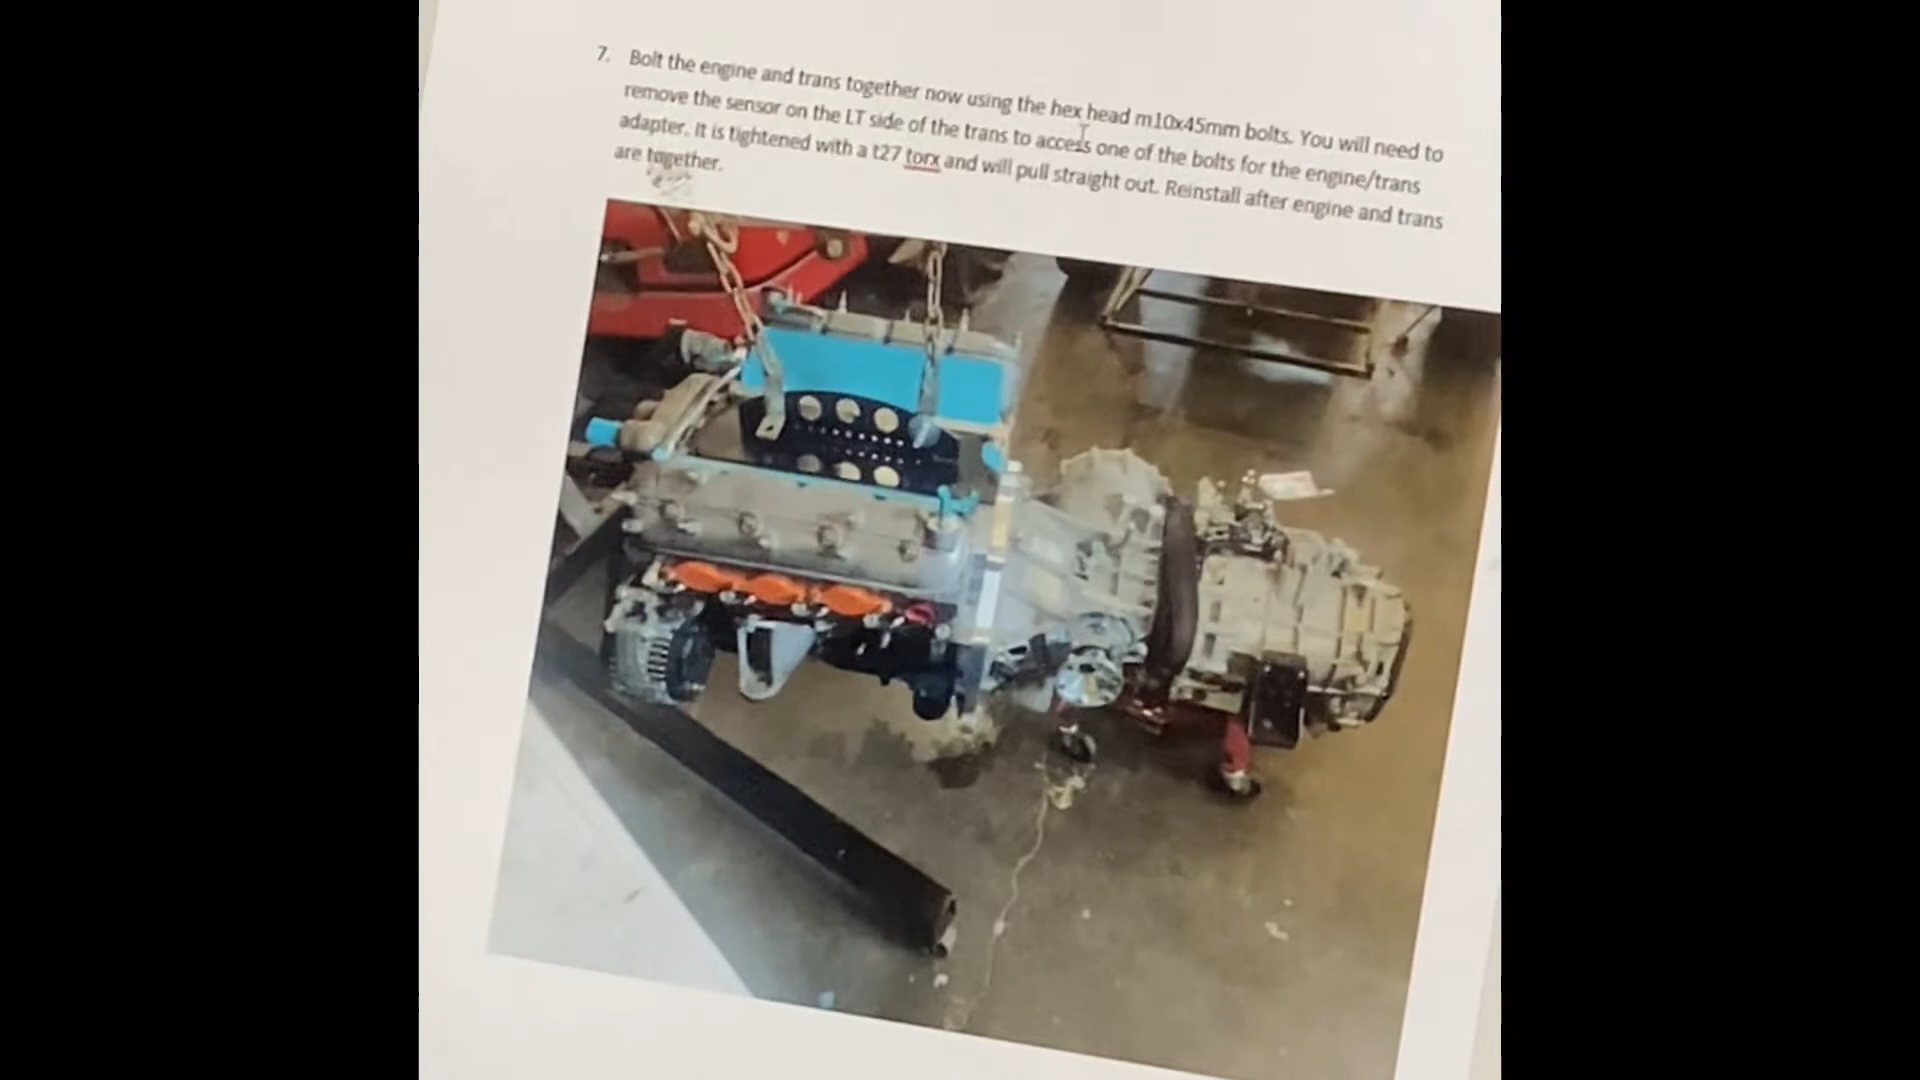 7. Bolt the engine and trans together now using the hex head m10x45mm bolts. You will need to
remove the sensor on the LT side of the trans to access one of the bolts for the engine/trans
adapter. It is tightened with a t27 torx and will pull straight out. Reinstall after engine and trans
are together.